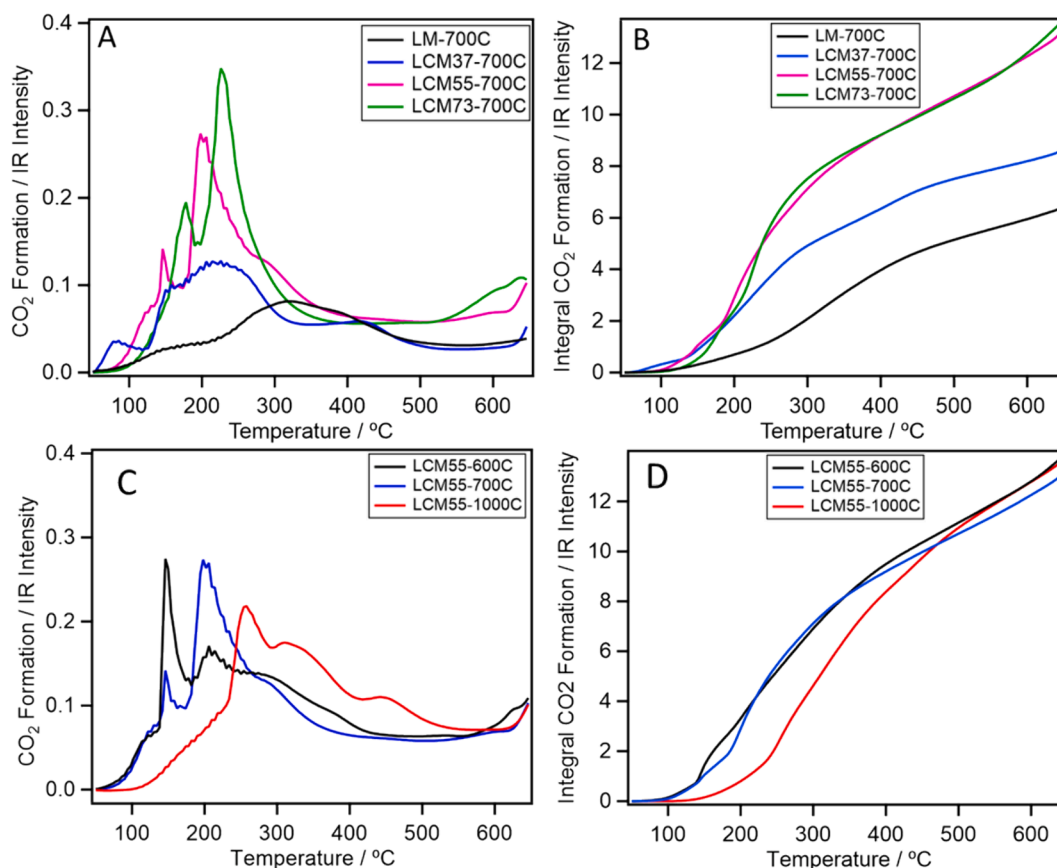 A
LM-700C
LCM37-700C
LCM55-700C
LCM73-700C
CO₂ Formation / IR Intensity
0.4
0.3
0.2
0.1
0.0
100 200 300 400 500 600
Temperature / ºC
B
LM-700C
LCM37-700C
LCM55-700C
LCM73-700C
Integral CO₂ Formation / IR Intensity
12
10
8
6
4
2
0
100 200 300 400 500 600
Temperature / ºC
C
LCM55-600C
LCM55-700C
LCM55-1000C
CO₂ Formation / IR Intensity
0.4
0.3
0.2
0.1
0.0
100 200 300 400 500 600
Temperature / ºC
D
LCM55-600C
LCM55-700C
LCM55-1000C
Integral CO2 Formation / IR Intensity
12
10
8
6
4
2
0
100 200 300 400 500 600
Temperature / ºC